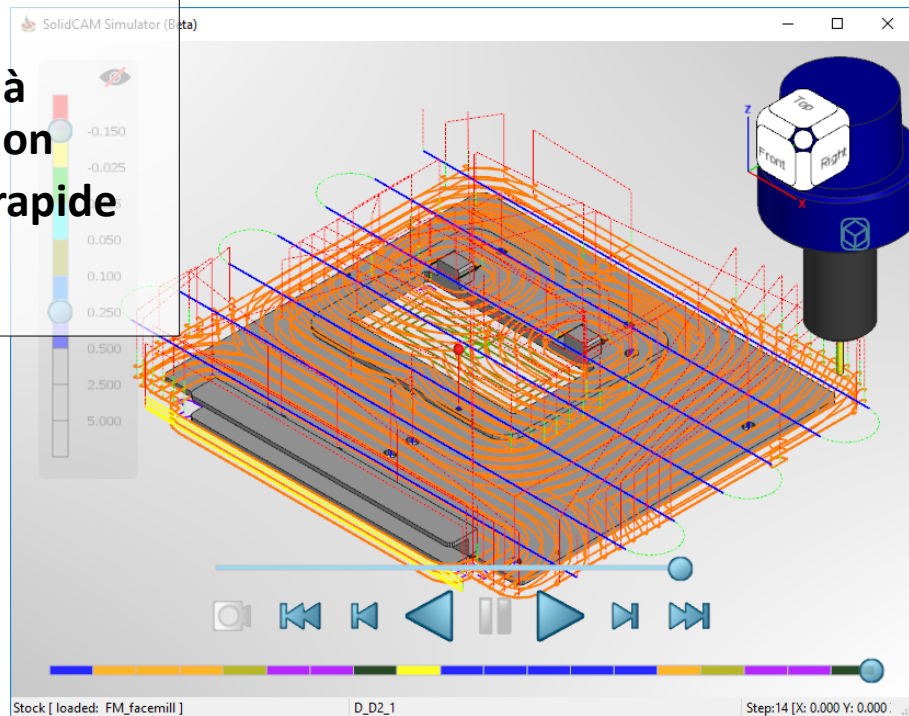 SolidCAM Simulator (Beta)
à
on
rapide
-0.150
-0.025
0.050
0.100
0.250
0.500
2.500
5.000
Top
Front
Right
Z
X
Stock [ loaded: FM_facemill ]
D_D2_1
Step:14 [X: 0.000 Y: 0.000